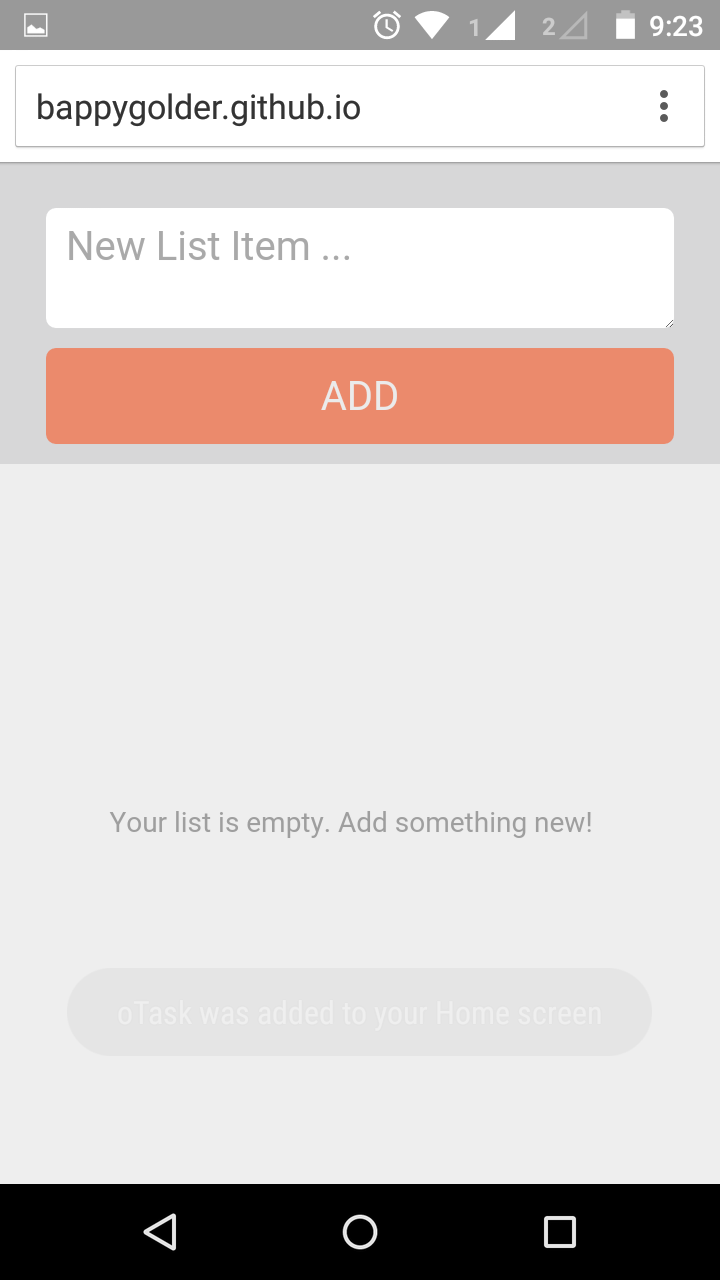 1 2 9:23
bappygolder.github.io
New List Item ...
ADD
Your list is empty. Add something new!
oTask was added to your Home screen